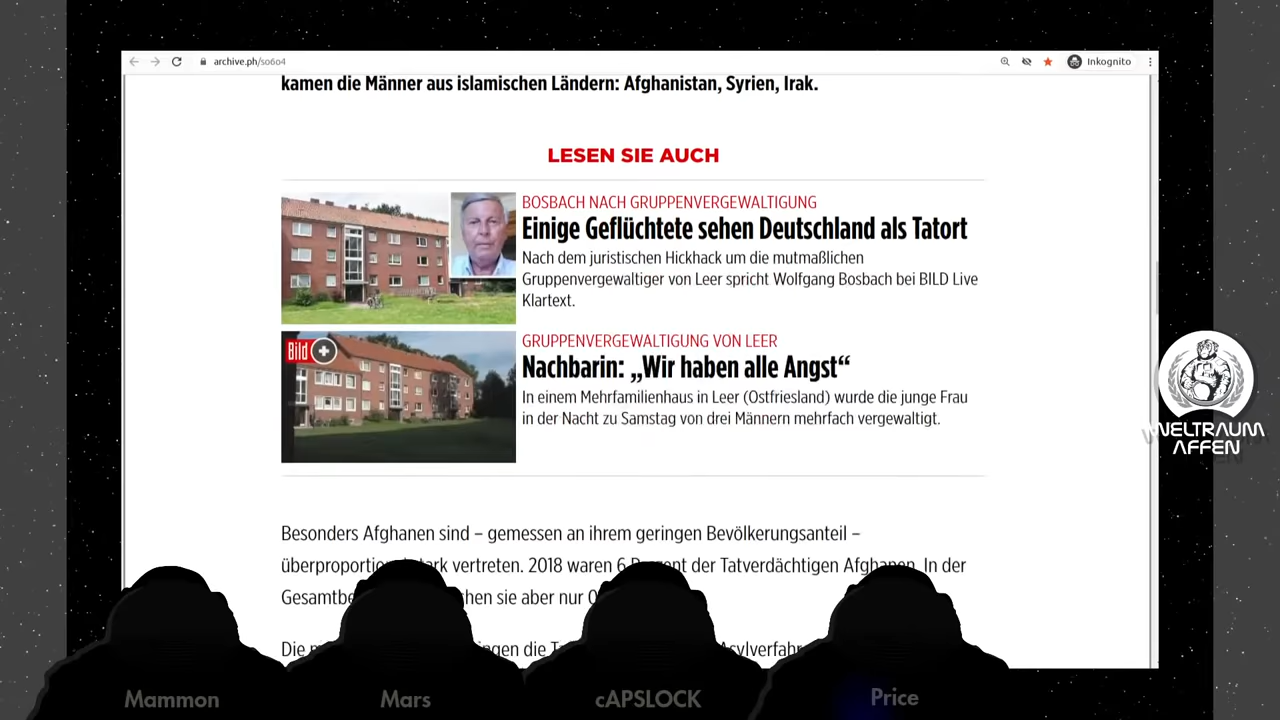 archive.ph/so6o4
Inkognito
kamen die Männer aus islamischen Ländern: Afghanistan, Syrien, Irak.
LESEN SIE AUCH
BOSBACH NACH GRUPPENVERGEWALTIGUNG
Einige Geflüchtete sehen Deutschland als Tatort
Nach dem juristischen Hickhack um die mutmaßlichen
Gruppenvergewaltiger von Leer spricht Wolfgang Bosbach bei BILD Live
Klartext.
Bild
GRUPPENVERGEWALTIGUNG VON LEER
Nachbarin: „Wir haben alle Angst“
In einem Mehrfamilienhaus in Leer (Ostfriesland) wurde die junge Frau
in der Nacht zu Samstag von drei Männern mehrfach vergewaltigt.
WELTRAUM
AFFEN
Besonders Afghanen sind – gemessen an ihrem geringen Bevölkerungsanteil –
vertreten. 2018 waren 6 der Tatverdächtigen Afghanen. In der
sie aber nur
Die die
Mammon
Mars
cAPSLOCK
Price